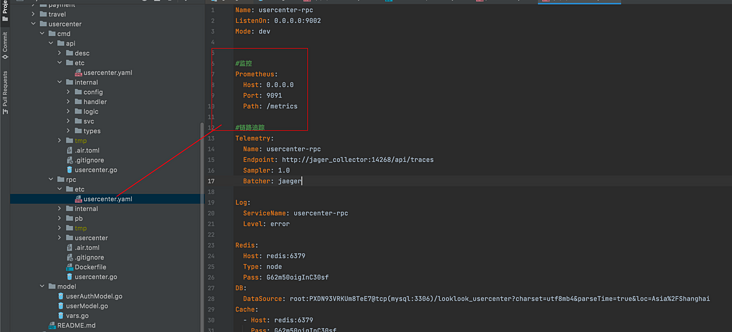 Project
Commit
Pull Requests
payment
travel
usercenter
cmd
api
desc
etc
usercenter.yaml
internal
config
handler
logic
svc
types
tmp
.air.toml
.gitignore
usercenter.go
rpc
etc
usercenter.yaml
internal
pb
tmp
usercenter
.air.toml
.gitignore
Dockerfile
usercenter.go
model
userAuthModel.go
userModel.go
vars.go
README.md
1 Name: usercenter-rpc
2 ListenOn: 0.0.0.0:9002
3 Mode: dev
4
5
6 #监控
7 Prometheus:
8 Host: 0.0.0.0
9 Port: 9091
10 Path: /metrics
11
12 #链路追踪
13 Telemetry:
14 Name: usercenter-rpc
15 Endpoint: http://jager_collector:14268/api/traces
16 Sampler: 1.0
17 Batcher: jaeger
18
19
20 Log:
21 ServiceName: usercenter-rpc
22 Level: error
23
24 Redis:
25 Host: redis:6379
26 Type: node
27 Pass: G62m50oigInC30sf
28 DB:
29 DataSource: root:PXDN93VRKUm8TeE7@tcp(mysql:3306)/looklook_usercenter?charset=utf8mb4&parseTime=true&loc=Asia%2FShanghai
30 Cache:
31 - Host: redis:6379
Pass: G62m50oigInC30sf